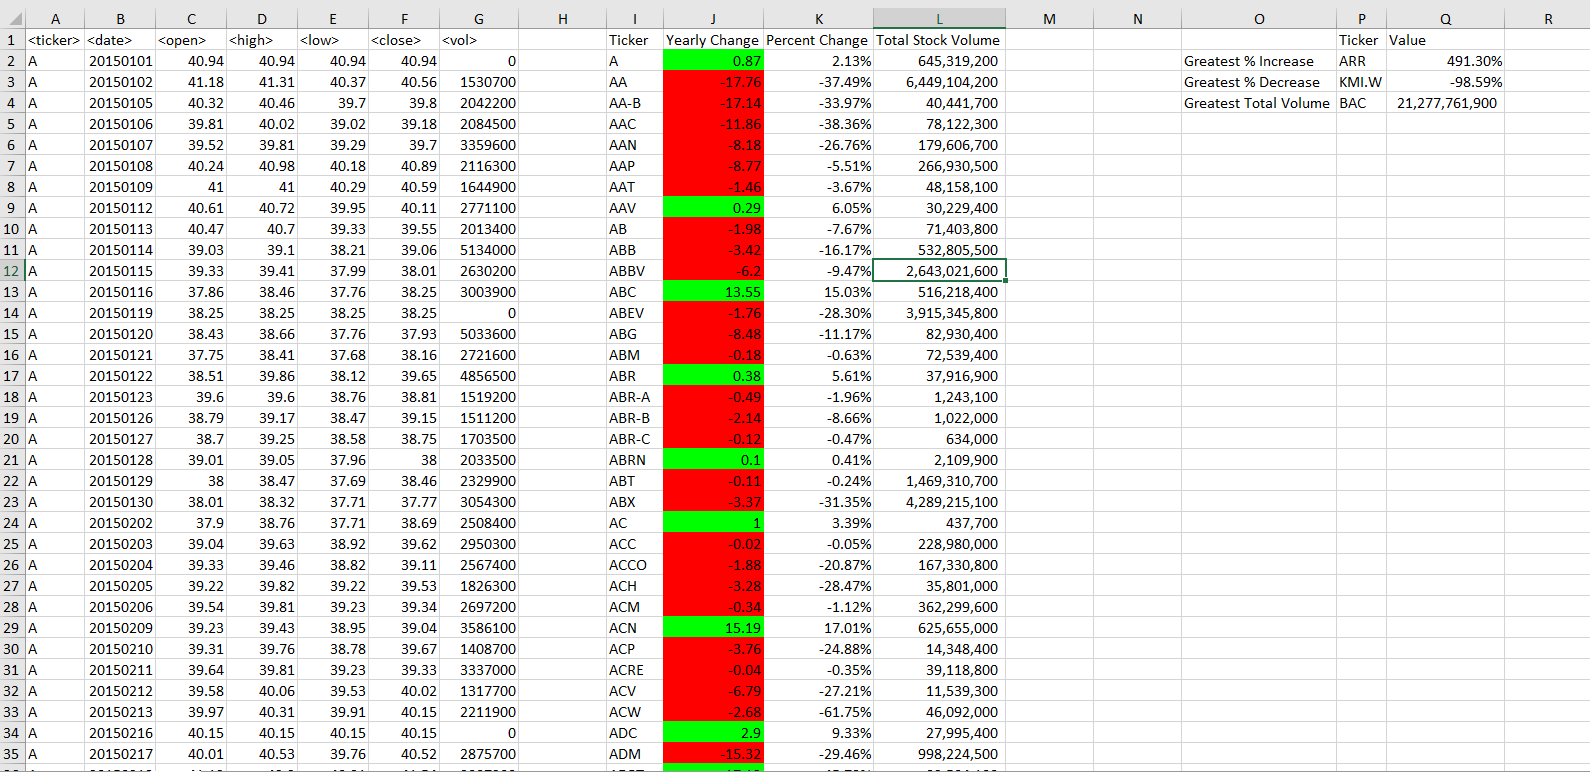 A B C D E F G H I J K L M N O P Q R
1 <ticker> <date> <open> <high> <low> <close> <vol> Ticker Yearly Change Percent Change Total Stock Volume Ticker Value
2 A 20150101 40.94 40.94 40.94 40.94 0 A 0.87 2.13% 645,319,200 Greatest % Increase ARR 491.30%
3 A 20150102 41.18 41.31 40.37 40.56 1530700 AA -17.76 -37.49% 6,449,104,200 Greatest % Decrease KMI.W -98.59%
4 A 20150105 40.32 40.46 39.7 39.8 2042200 AA-B -17.14 -33.97% 40,441,700 Greatest Total Volume BAC 21,277,761,900
5 A 20150106 39.81 40.02 39.02 39.18 2084500 AAC -11.86 -38.36% 78,122,300
6 A 20150107 39.52 39.81 39.29 39.7 3359600 AAN -8.18 -26.76% 179,606,700
7 A 20150108 40.24 40.98 40.18 40.89 2116300 AAP -8.77 -5.51% 266,930,500
8 A 20150109 41 41 40.29 40.59 1644900 AAT -1.46 -3.67% 48,158,100
9 A 20150112 40.61 40.72 39.95 40.11 2771100 AAV 0.29 6.05% 30,229,400
10 A 20150113 40.47 40.7 39.33 39.55 2013400 AB -1.98 -7.67% 71,403,800
11 A 20150114 39.03 39.1 38.21 39.06 5134000 ABB -3.42 -16.17% 532,805,500
12 A 20150115 39.33 39.41 37.99 38.01 2630200 ABBV -6.2 -9.47% 2,643,021,600
13 A 20150116 37.86 38.46 37.76 38.25 3003900 ABC 13.55 15.03% 516,218,400
14 A 20150119 38.25 38.25 38.25 38.25 0 ABEV -1.76 -28.30% 3,915,345,800
15 A 20150120 38.43 38.66 37.76 37.93 5033600 ABG -8.48 -11.17% 82,930,400
16 A 20150121 37.75 38.41 37.68 38.16 2721600 ABM -0.18 -0.63% 72,539,400
17 A 20150122 38.51 39.86 38.12 39.65 4856500 ABR 0.38 5.61% 37,916,900
18 A 20150123 39.6 39.6 38.76 38.81 1519200 ABR-A -0.49 -1.96% 1,243,100
19 A 20150126 38.79 39.17 38.47 39.15 1511200 ABR-B -2.14 -8.66% 1,022,000
20 A 20150127 38.7 39.25 38.58 38.75 1703500 ABR-C -0.12 -0.47% 634,000
21 A 20150128 39.01 39.05 37.96 38 2033500 ABRN 0.1 0.41% 2,109,900
22 A 20150129 38 38.47 37.69 38.46 2329900 ABT -0.11 -0.24% 1,469,310,700
23 A 20150130 38.01 38.32 37.71 37.77 3054300 ABX -3.37 -31.35% 4,289,215,100
24 A 20150202 37.9 38.76 37.71 38.69 2508400 AC 1 3.39% 437,700
25 A 20150203 39.04 39.63 38.92 39.62 2950300 ACC -0.02 -0.05% 228,980,000
26 A 20150204 39.33 39.46 38.82 39.11 2567400 ACCO -1.88 -20.87% 167,330,800
27 A 20150205 39.22 39.82 39.22 39.53 1826300 ACH -3.28 -28.47% 35,801,000
28 A 20150206 39.54 39.81 39.23 39.34 2697200 ACM -0.34 -1.12% 362,299,600
29 A 20150209 39.23 39.43 38.95 39.04 3586100 ACN 15.19 17.01% 625,655,000
30 A 20150210 39.31 39.76 38.78 39.67 1408700 ACP -3.76 -24.88% 14,348,400
31 A 20150211 39.64 39.81 39.23 39.33 3337000 ACRE -0.04 -0.35% 39,118,800
32 A 20150212 39.58 40.06 39.53 40.02 1317700 ACV -6.79 -27.21% 11,539,300
33 A 20150213 39.97 40.31 39.91 40.15 2211900 ACW -2.68 -61.75% 46,092,000
34 A 20150216 40.15 40.15 40.15 40.15 0 ADC 2.9 9.33% 27,995,400
35 A 20150217 40.01 40.53 39.76 40.52 2875700 ADM -15.32 -29.46% 998,224,500